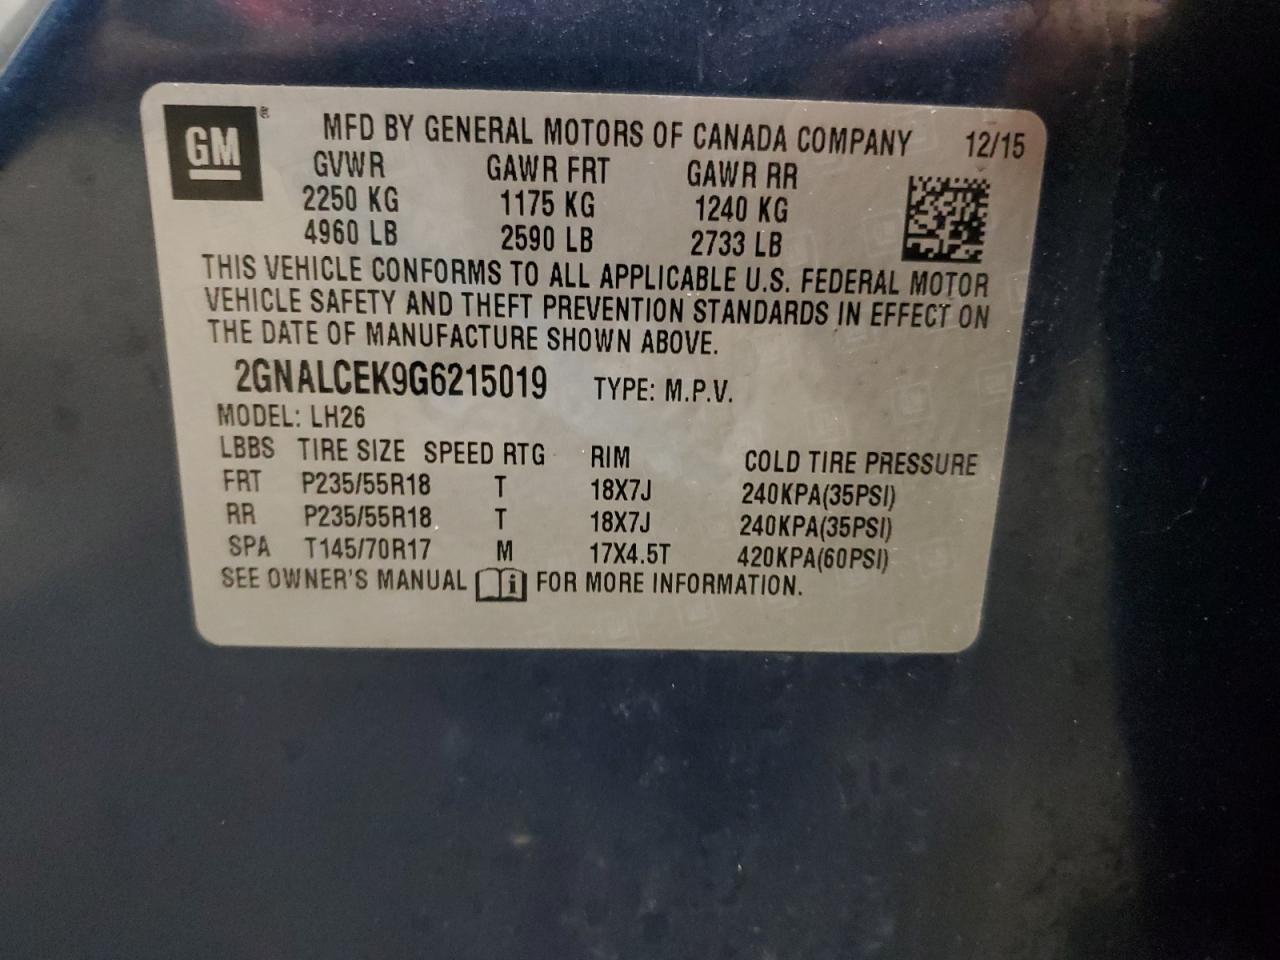 GM ®
MFD BY GENERAL MOTORS OF CANADA COMPANY 12/15
GVWR GAWR FRT GAWR RR
2250 KG 1175 KG 1240 KG
4960 LB 2590 LB 2733 LB
THIS VEHICLE CONFORMS TO ALL APPLICABLE U.S. FEDERAL MOTOR
VEHICLE SAFETY AND THEFT PREVENTION STANDARDS IN EFFECT ON
THE DATE OF MANUFACTURE SHOWN ABOVE.
2GNALCEK9G6215019 TYPE: M.P.V.
MODEL: LH26
LBBS TIRE SIZE SPEED RTG RIM COLD TIRE PRESSURE
FRT P235/55R18 T 18X7J 240KPA(35PSI)
RR P235/55R18 T 18X7J 240KPA(35PSI)
SPA T145/70R17 M 17X4.5T 420KPA(60PSI)
SEE OWNER'S MANUAL i FOR MORE INFORMATION.